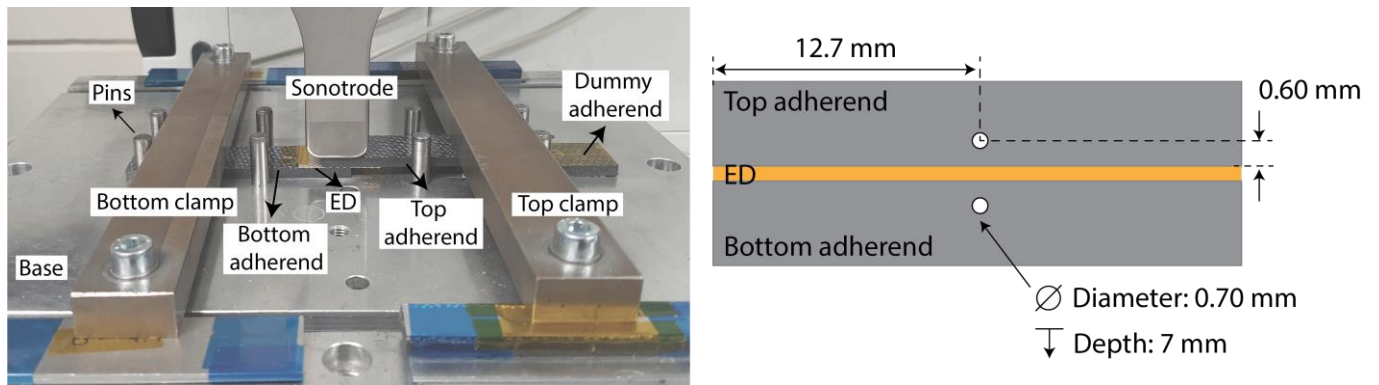 Pins
Sonotrode
Dummy
adherend
Bottom clamp
ED
Top clamp
Bottom
adherend
Top
adherend
Base
12.7 mm
0.60 mm
Top adherend
ED
Bottom adherend
∅ Diameter: 0.70 mm
↧ Depth: 7 mm